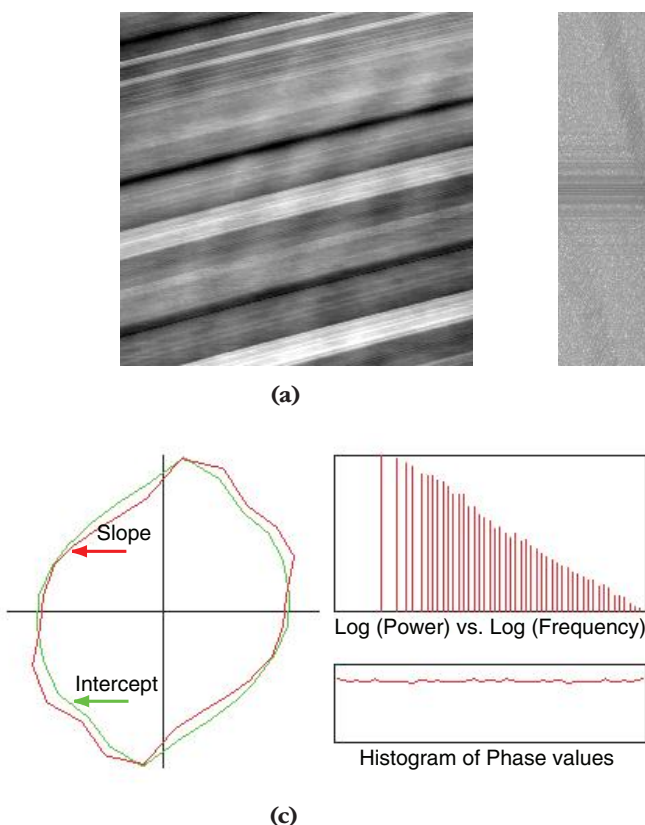 (a)
Slope
Intercept
Log (Power) vs. Log (Frequency)
Histogram of Phase values
(c)